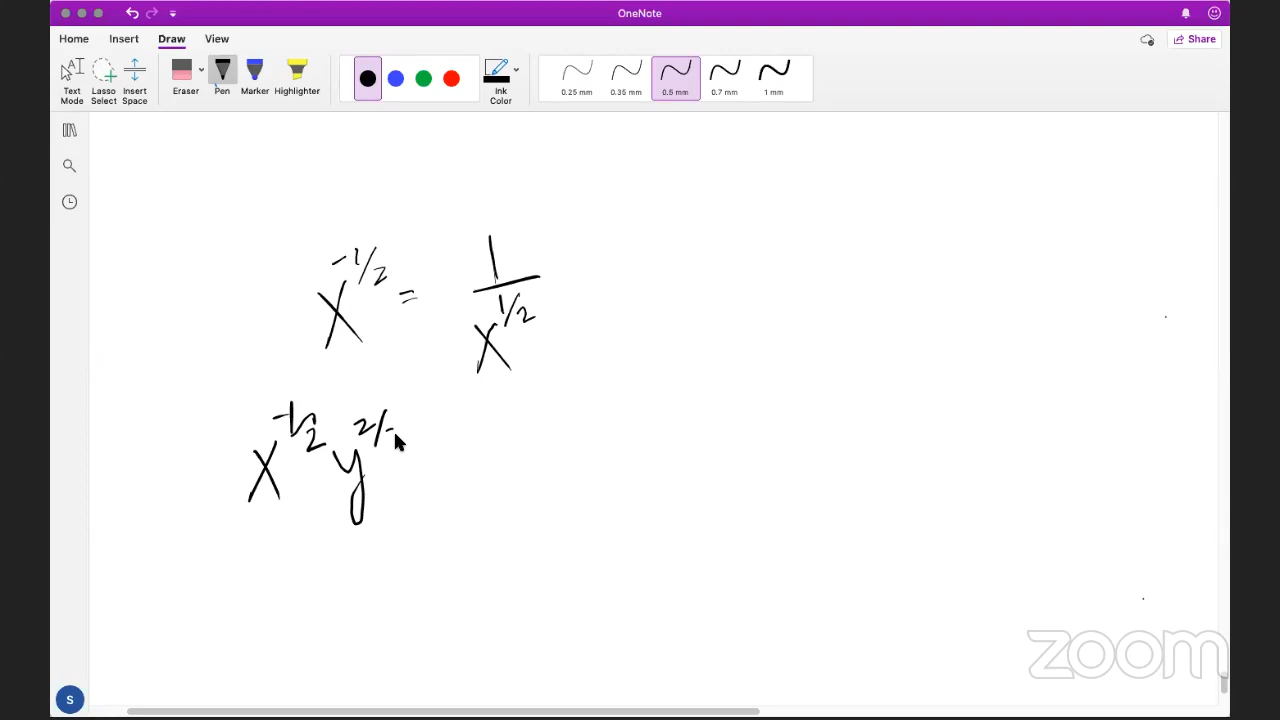 OneNote
Home Insert Draw View
Share
Text Mode
Lasso Select
Insert Space
Eraser
Pen
Marker
Highlighter
Ink Color
0.25 mm
0.35 mm
0.5 mm
0.7 mm
1 mm
x^{-1/2} = \frac{1}{x^{1/2}}
x^{-1/2} y^{2/
S
zoom